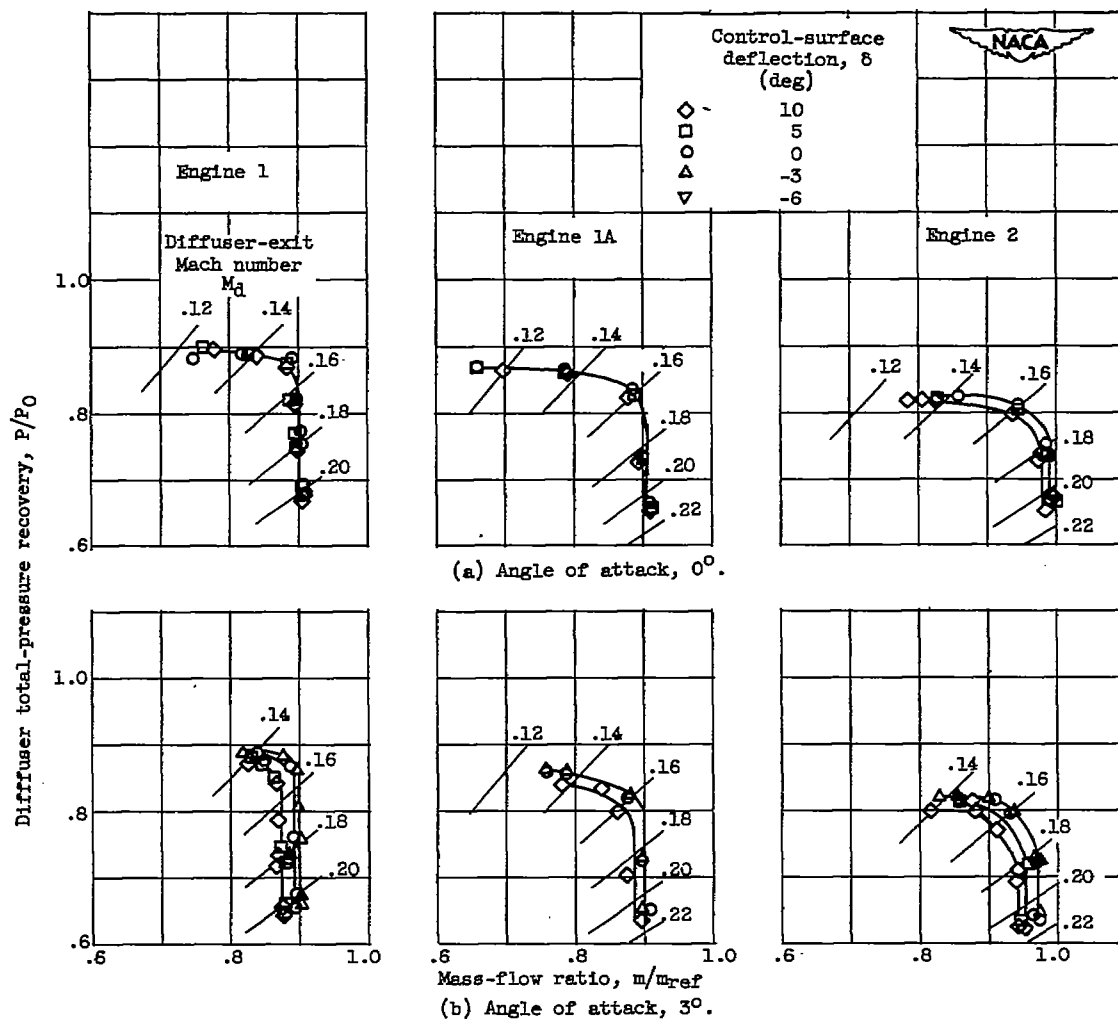 NACA
Control-surface
deflection, δ
(deg)
◇ 10
□ 5
○ 0
△ -3
▽ -6
Engine 1
Engine 1A
Engine 2
Diffuser-exit
Mach number
M_d
1.0
.8
.6
.12
.14
.16
.18
.20
.12
.14
.16
.18
.20
.22
.12
.14
.16
.18
.20
.22
(a) Angle of attack, 0°.
Difffuser total-pressure recovery, P/P₀
1.0
.8
.6
.14
.16
.18
.20
.12
.14
.16
.18
.20
.22
.14
.16
.18
.20
.22
.6 .8 1.0 .6 .8 1.0 .6 .8 1.0
Mass-flow ratio, m/m_ref
(b) Angle of attack, 3°.